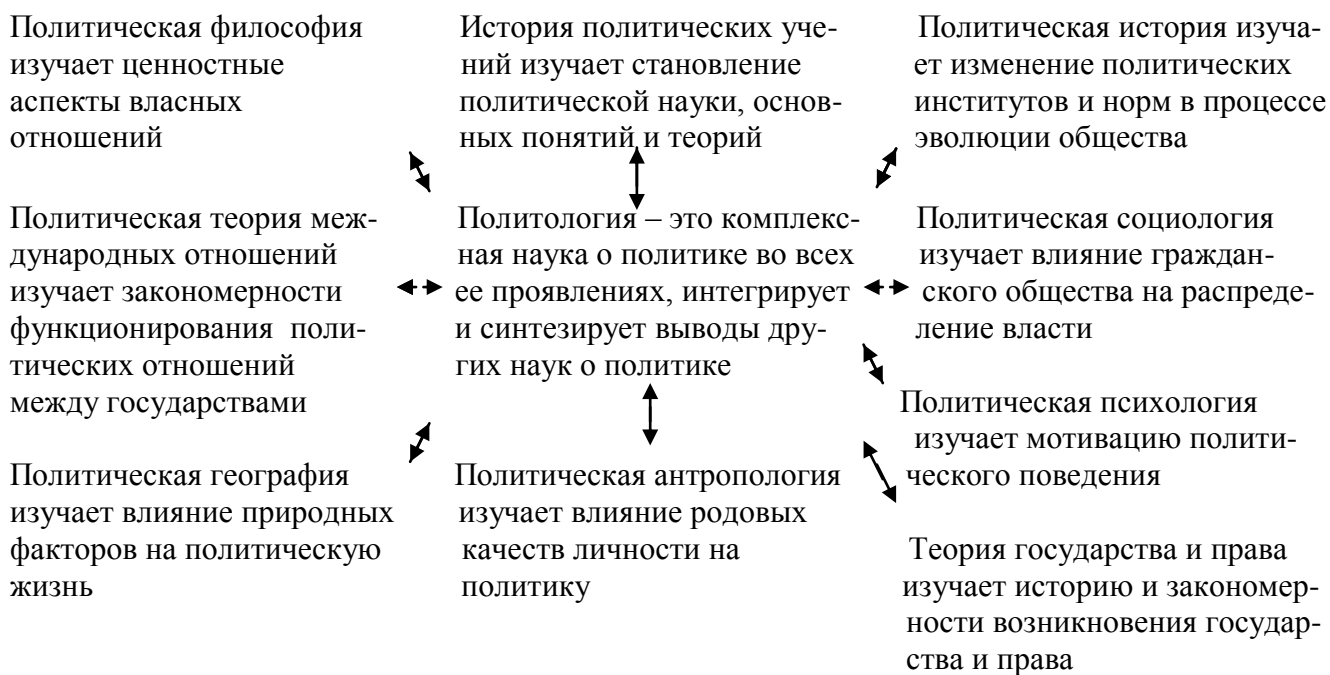 Политическая философия
изучает ценностные
аспекты власных
отношений
История политических уче-
ний изучает становление
политической науки, основ-
ных понятий и теорий
Политическая история изуча-
ет изменение политических
институтов и норм в процессе
эволюции общества
Политическая теория меж-
дународных отношений
изучает закономерности
функционирования поли-
тических отношений
между государствами
Политология – это комплекс-
ная наука о политике во всех
ее проявлениях, интегрирует
и синтезирует выводы дру-
гих наук о политике
Политическая социология
изучает влияние граждан-
ского общества на распреде-
ление власти
Политическая психология
изучает мотивацию полити-
ческого поведения
Политическая география
изучает влияние природных
факторов на политическую
жизнь
Политическая антропология
изучает влияние родовых
качеств личности на
политику
Теория государства и права
изучает историю и закономер-
ности возникновения государ-
ства и права